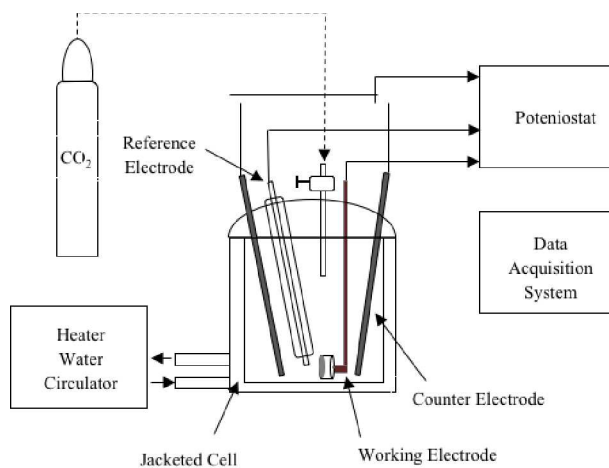 CO2
Reference
Electrode
Poteniostat
Data
Acquisition
System
Heater
Water
Circulator
Counter Electrode
Jacketed Cell
Working Electrode